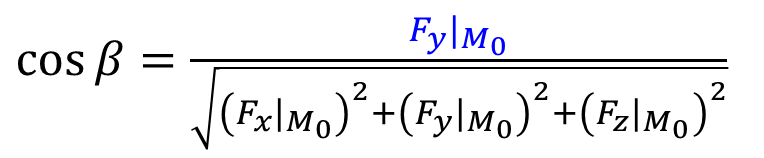 cos β = F_y|_{M_0} / √((F_x|_{M_0})^2+(F_y|_{M_0})^2+(F_z|_{M_0})^2)